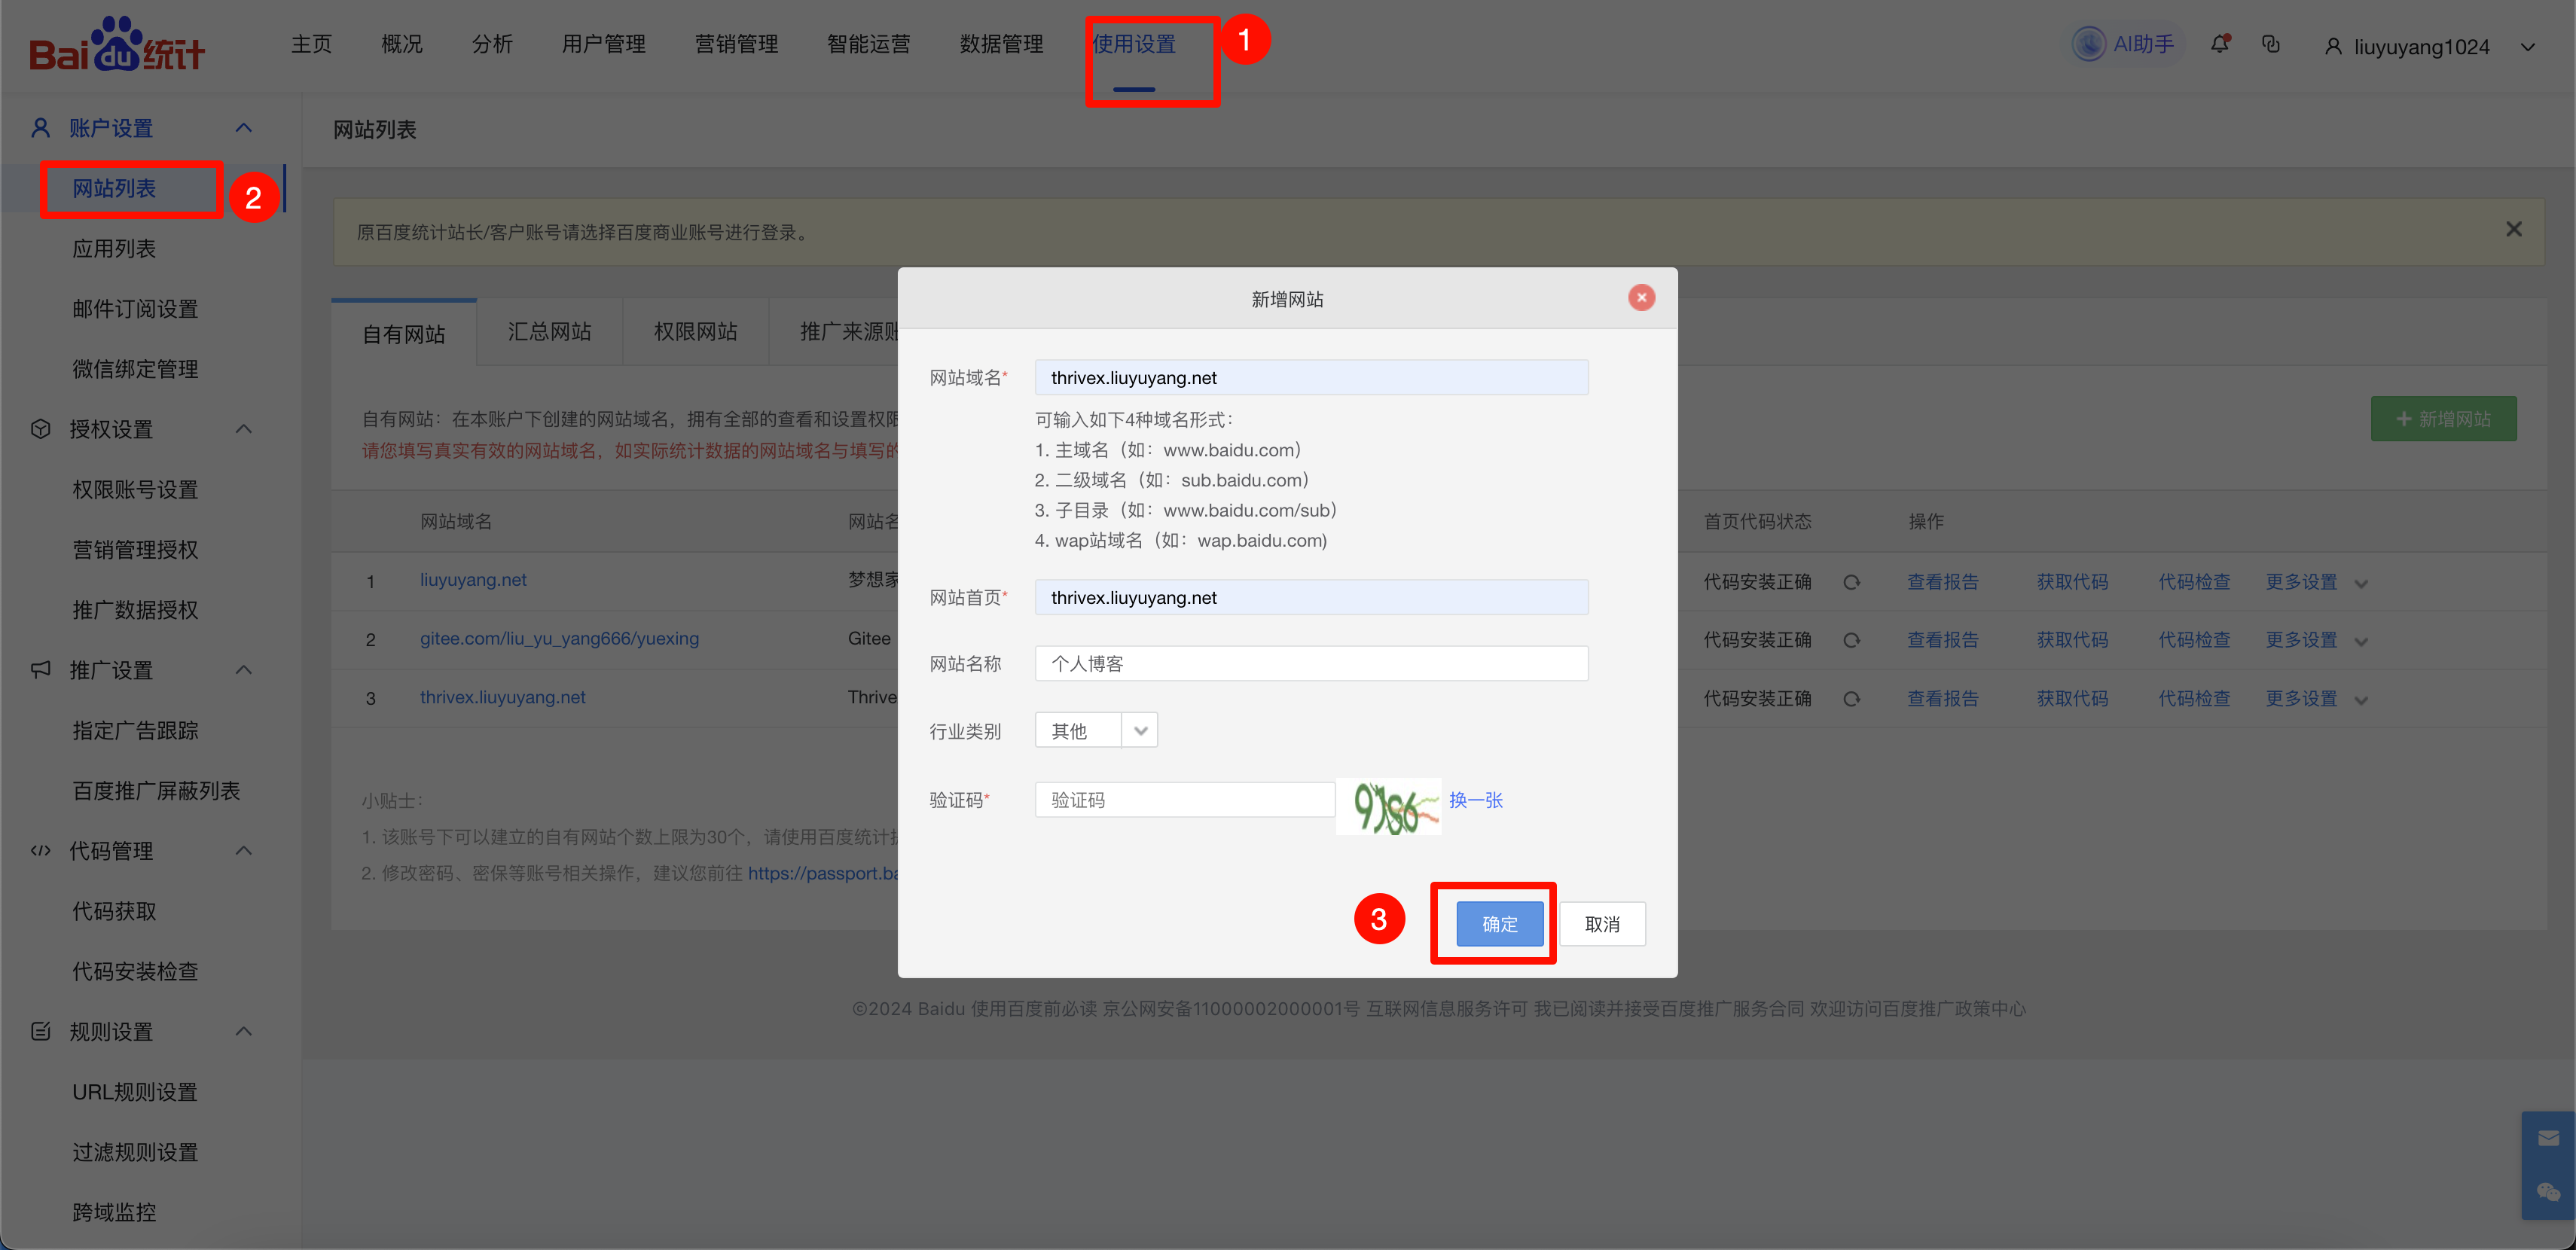 Baidu统计
主页 概况 分析 用户管理 营销管理 智能运营 数据管理 使用设置 1 AI助手 liuyuyang1024
账户设置
网站列表 2
应用列表
邮件订阅设置
微信绑定管理
授权设置
权限账号设置
营销管理授权
推广数据授权
推广设置
指定广告跟踪
百度推广屏蔽列表
代码管理
代码获取
代码安装检查
规则设置
URL规则设置
过滤规则设置
跨域监控
网站列表
原百度统计站长/客户账号请选择百度商业账号进行登录。
自有网站 汇总网站 权限网站 推广来源账
自有网站：在本账户下创建的网站域名，拥有全部的查看和设置权限
请您填写真实有效的网站域名，如实际统计数据的网站域名与填写的
新增网站
网站域名 网站名 首页代码状态 操作
1 liuyuyang.net 梦想家 代码安装正确 查看报告 获取代码 代码检查 更多设置
2 gitee.com/liu_yu_yang666/yuexing Gitee 代码安装正确 查看报告 获取代码 代码检查 更多设置
3 thrivex.liuyuyang.net Thrive 代码安装正确 查看报告 获取代码 代码检查 更多设置
小贴士：
1. 该账号下可以建立的自有网站个数上限为30个，请使用百度统计
2. 修改密码、密保等账号相关操作，建议您前往 https://passport.ba
新增网站
网站域名* thrivex.liuyuyang.net
可输入如下4种域名形式：
1. 主域名（如：www.baidu.com）
2. 二级域名（如：sub.baidu.com）
3. 子目录（如：www.baidu.com/sub）
4. wap站域名（如：wap.baidu.com)
网站首页* thrivex.liuyuyang.net
网站名称 个人博客
行业类别 其他
验证码* 验证码 换一张
3 确定 取消
©2024 Baidu 使用百度前必读 京公网安备11000002000001号 互联网信息服务许可 我已阅读并接受百度推广服务合同 欢迎访问百度推广政策中心